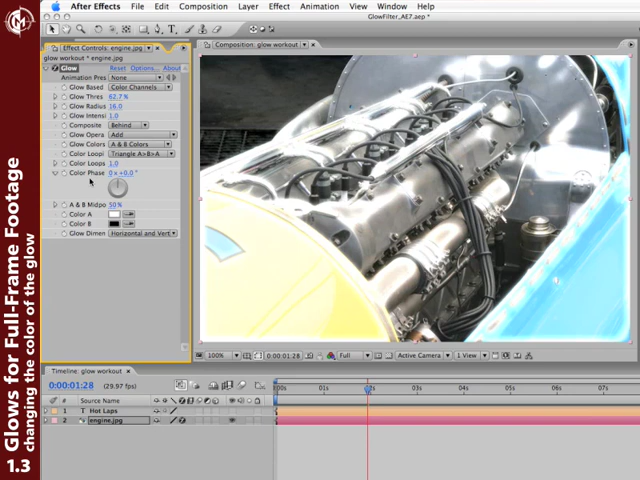 After Effects File Edit Composition Layer Effect Animation View Window Help
GlowFilter_AE7.aep *
Effect Controls: engine.jpg
glow workout * engine.jpg
Composition: glow workout
Glow Reset Options... About
Animation Pres None
Glow Based Color Channels
Glow Thres 62.7%
Glow Radius 16.0
Glow Intensi 1.0
Composite Behind
Glow Opera Add
Glow Colors A & B Colors
Color Loopi Triangle A>B>A
Color Loops 1.0
Color Phase 0 x +0.0 °
A & B Midpo 50%
Color A
Color B
Glow Dimen Horizontal and Vert
100% 0:00:01:28 Full Active Camera 1 View
Timeline: glow workout
0:00:01:28 (29.97 fps)
:00s 01s 02s 03s 04s 05s 06s 07s
# Source Name
1 T Hot Laps
2 engine.jpg
1.3 Glows for Full-Frame Footage
changing the color of the glow